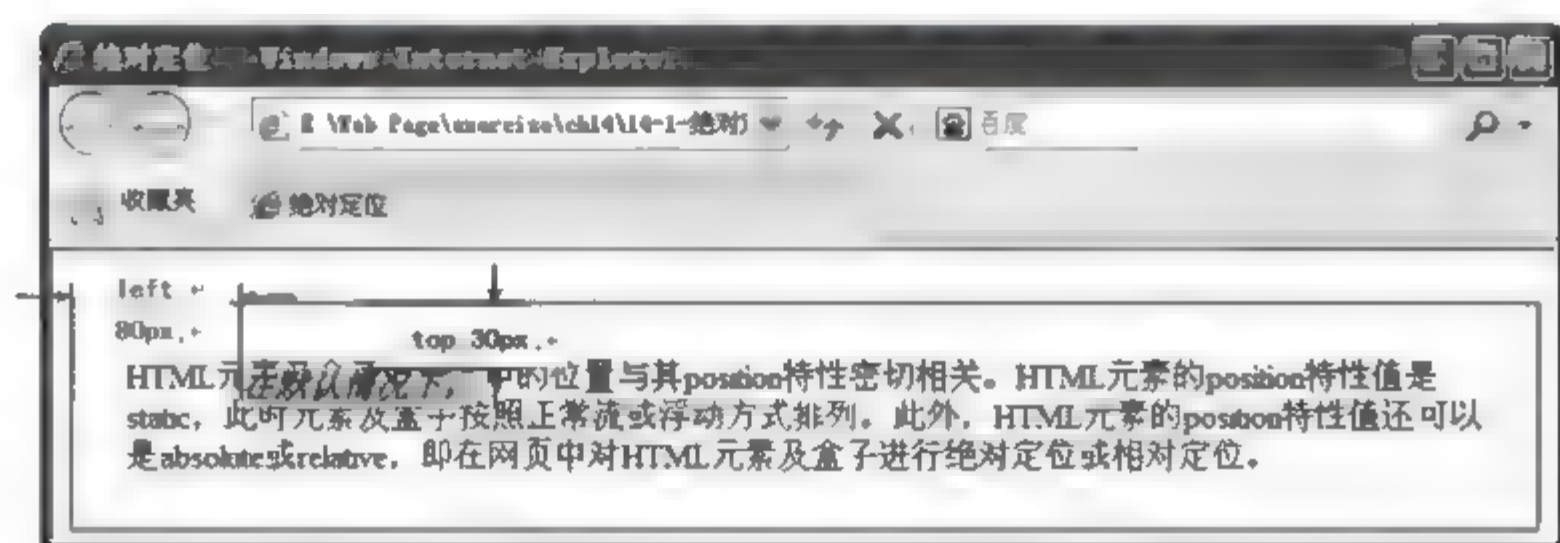 绝对定位 - Windows Internet Explorer
百度
收藏夹 绝对定位
left
80px
top 30px
HTML元素 在默认情况下， 中的位置与其position特性密切相关。HTML元素的position特性值是
static，此时元素及盒子按照正常流或浮动方式排列。此外，HTML元素的position特性值还可以
是absolute或relative，即在网页中对HTML元素及盒子进行绝对定位或相对定位。